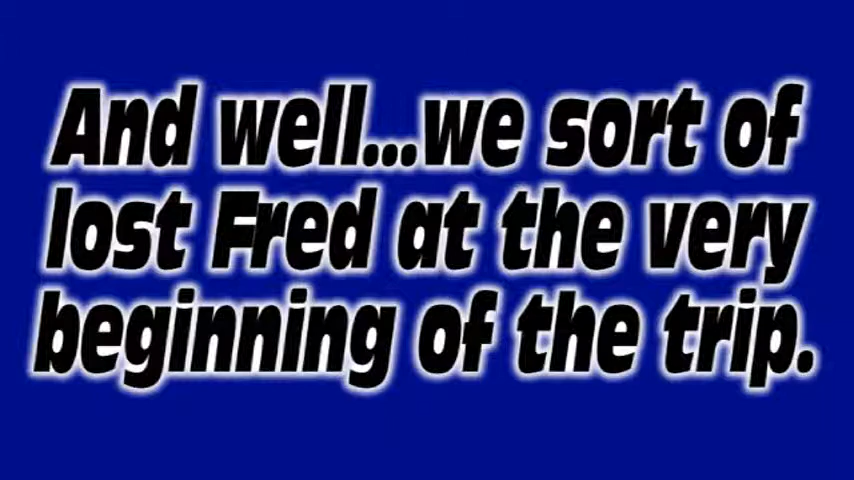 And well...we sort of
lost Fred at the very
beginning of the trip.